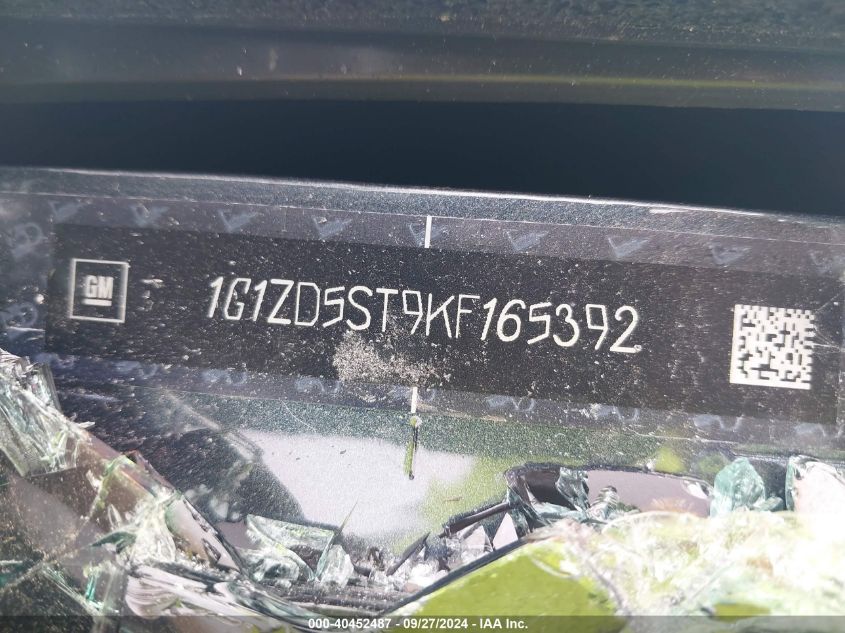 GM
1G1ZD5ST9KF165392
000-40452487 - 09/27/2024 - IAA Inc.